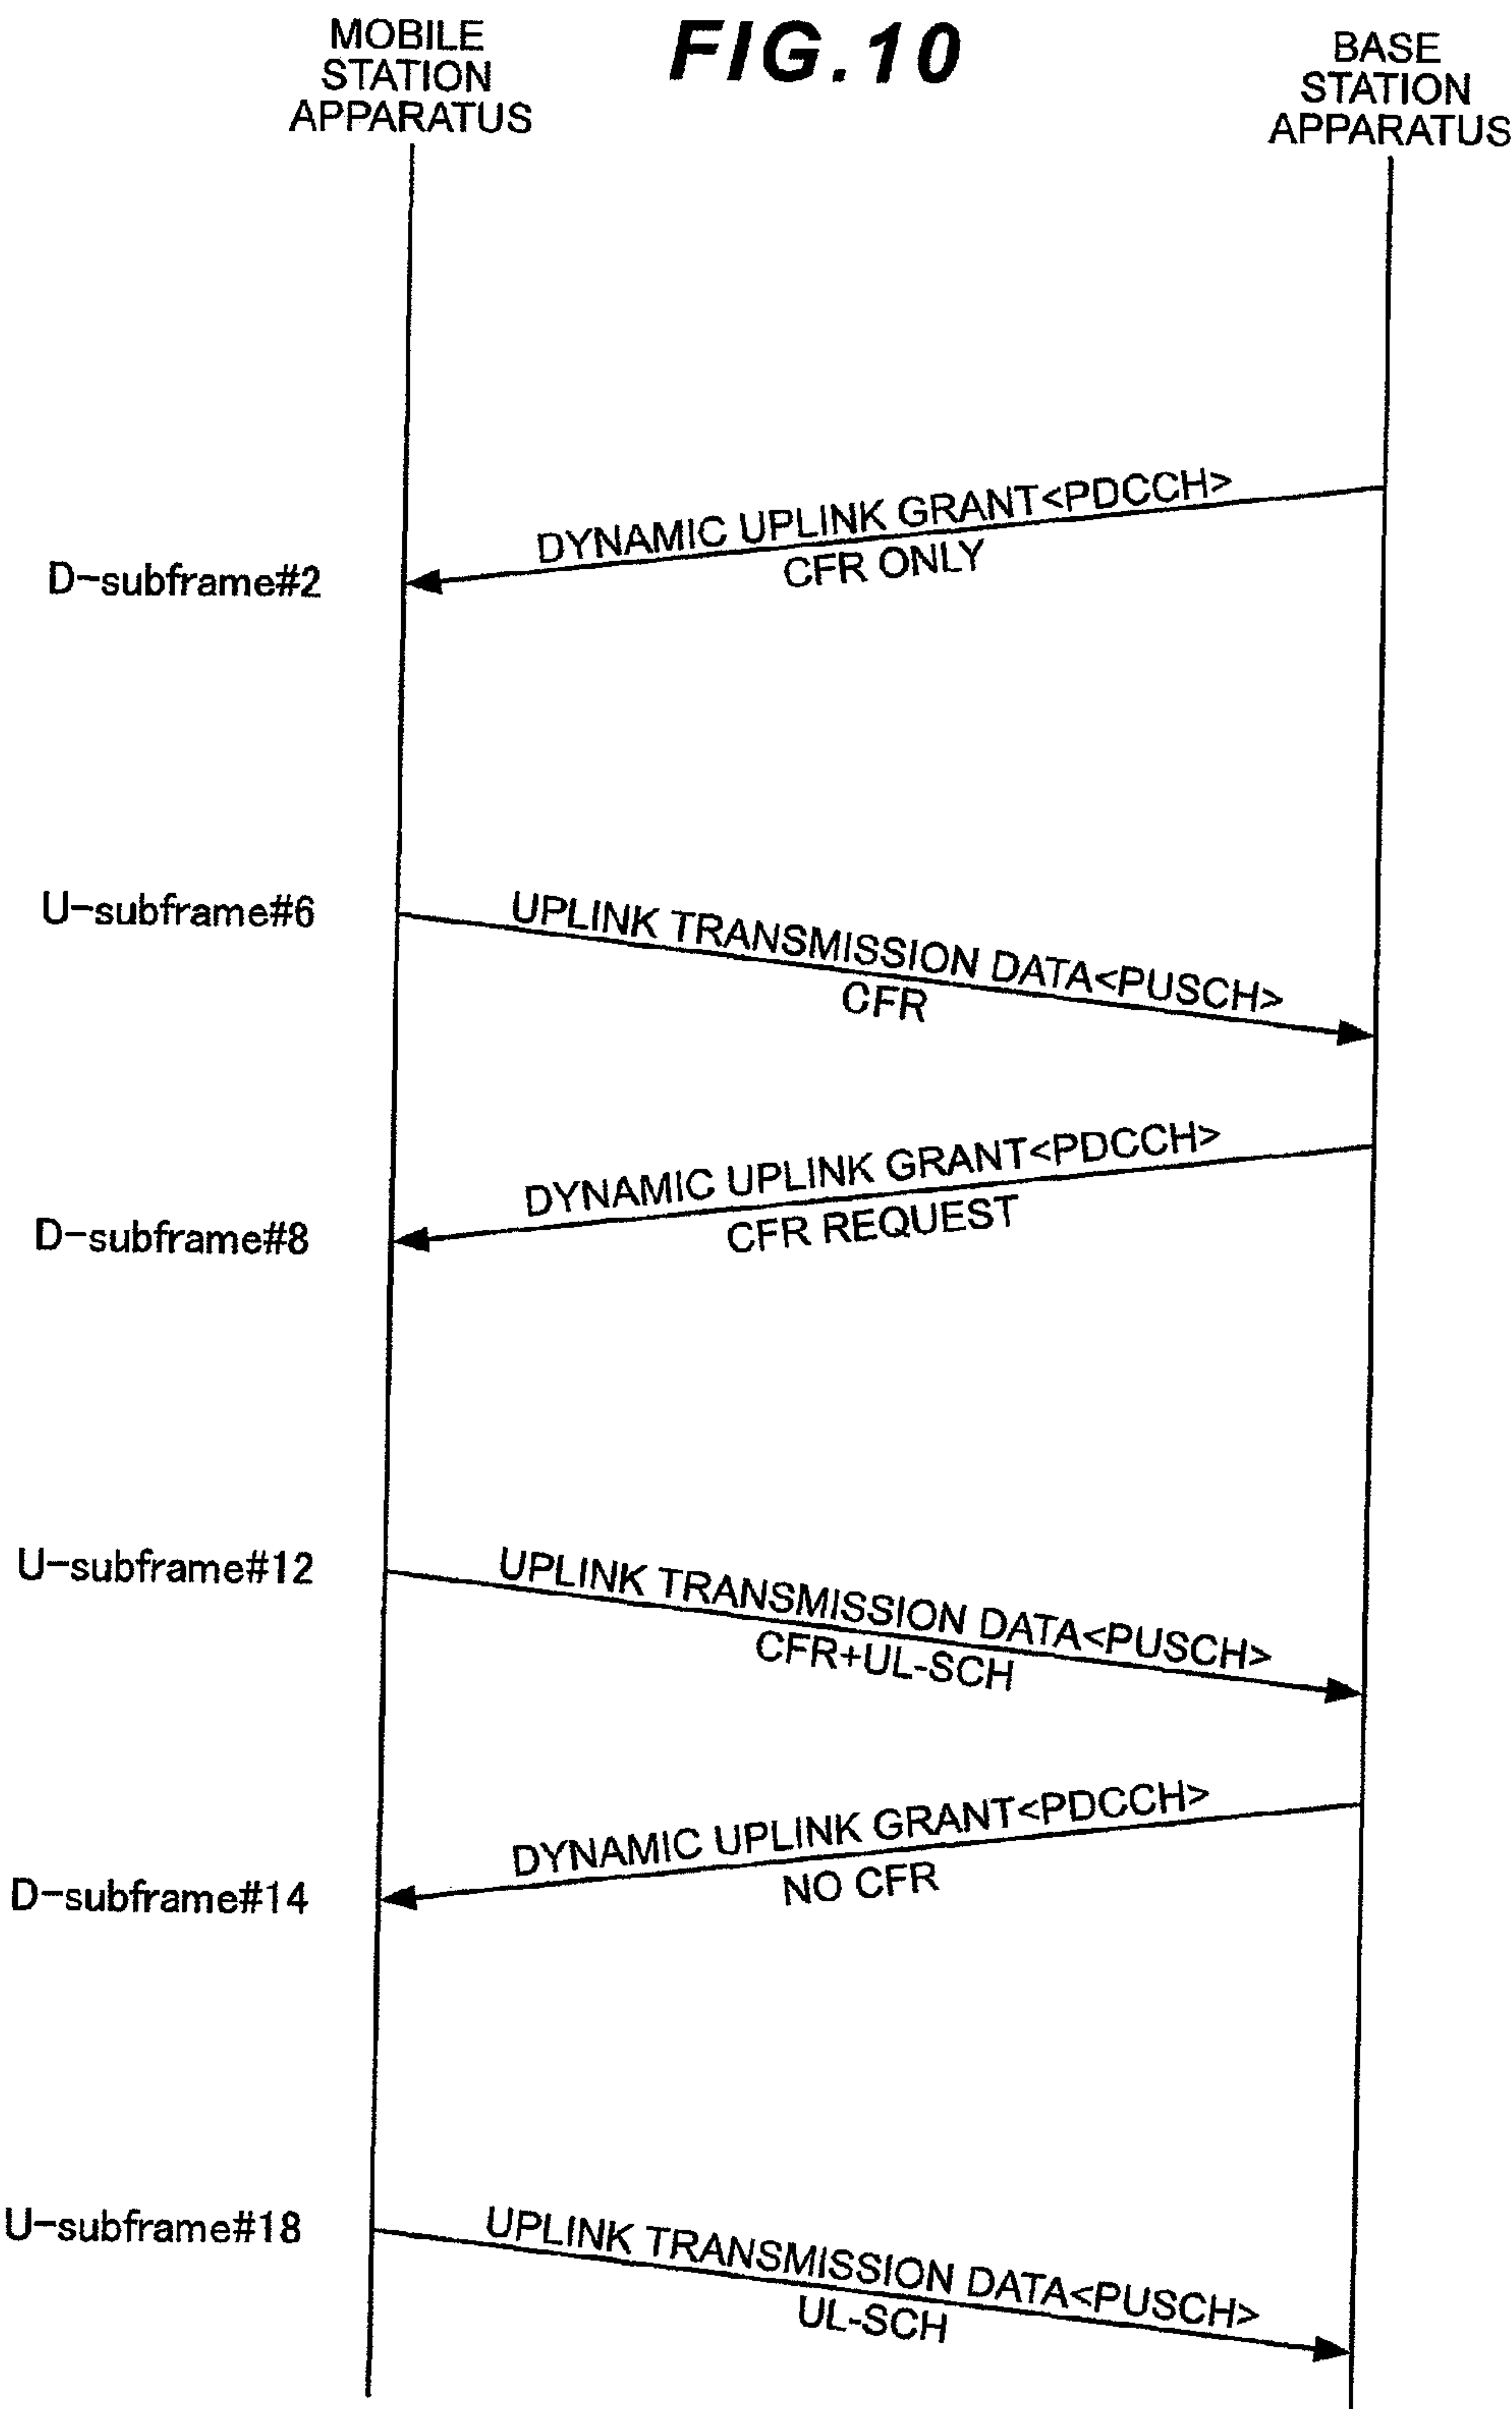 FIG.10
MOBILE
STATION
APPARATUS
BASE
STATION
APPARATUS
DYNAMIC UPLINK GRANT<PDCCH>
CFR ONLY
D-subframe#2
U-subframe#6
UPLINK TRANSMISSION DATA<PUSCH>
CFR
DYNAMIC UPLINK GRANT<PDCCH>
CFR REQUEST
D-subframe#8
U-subframe#12
UPLINK TRANSMISSION DATA<PUSCH>
CFR+UL-SCH
DYNAMIC UPLINK GRANT<PDCCH>
NO CFR
D-subframe#14
U-subframe#18
UPLINK TRANSMISSION DATA<PUSCH>
UL-SCH